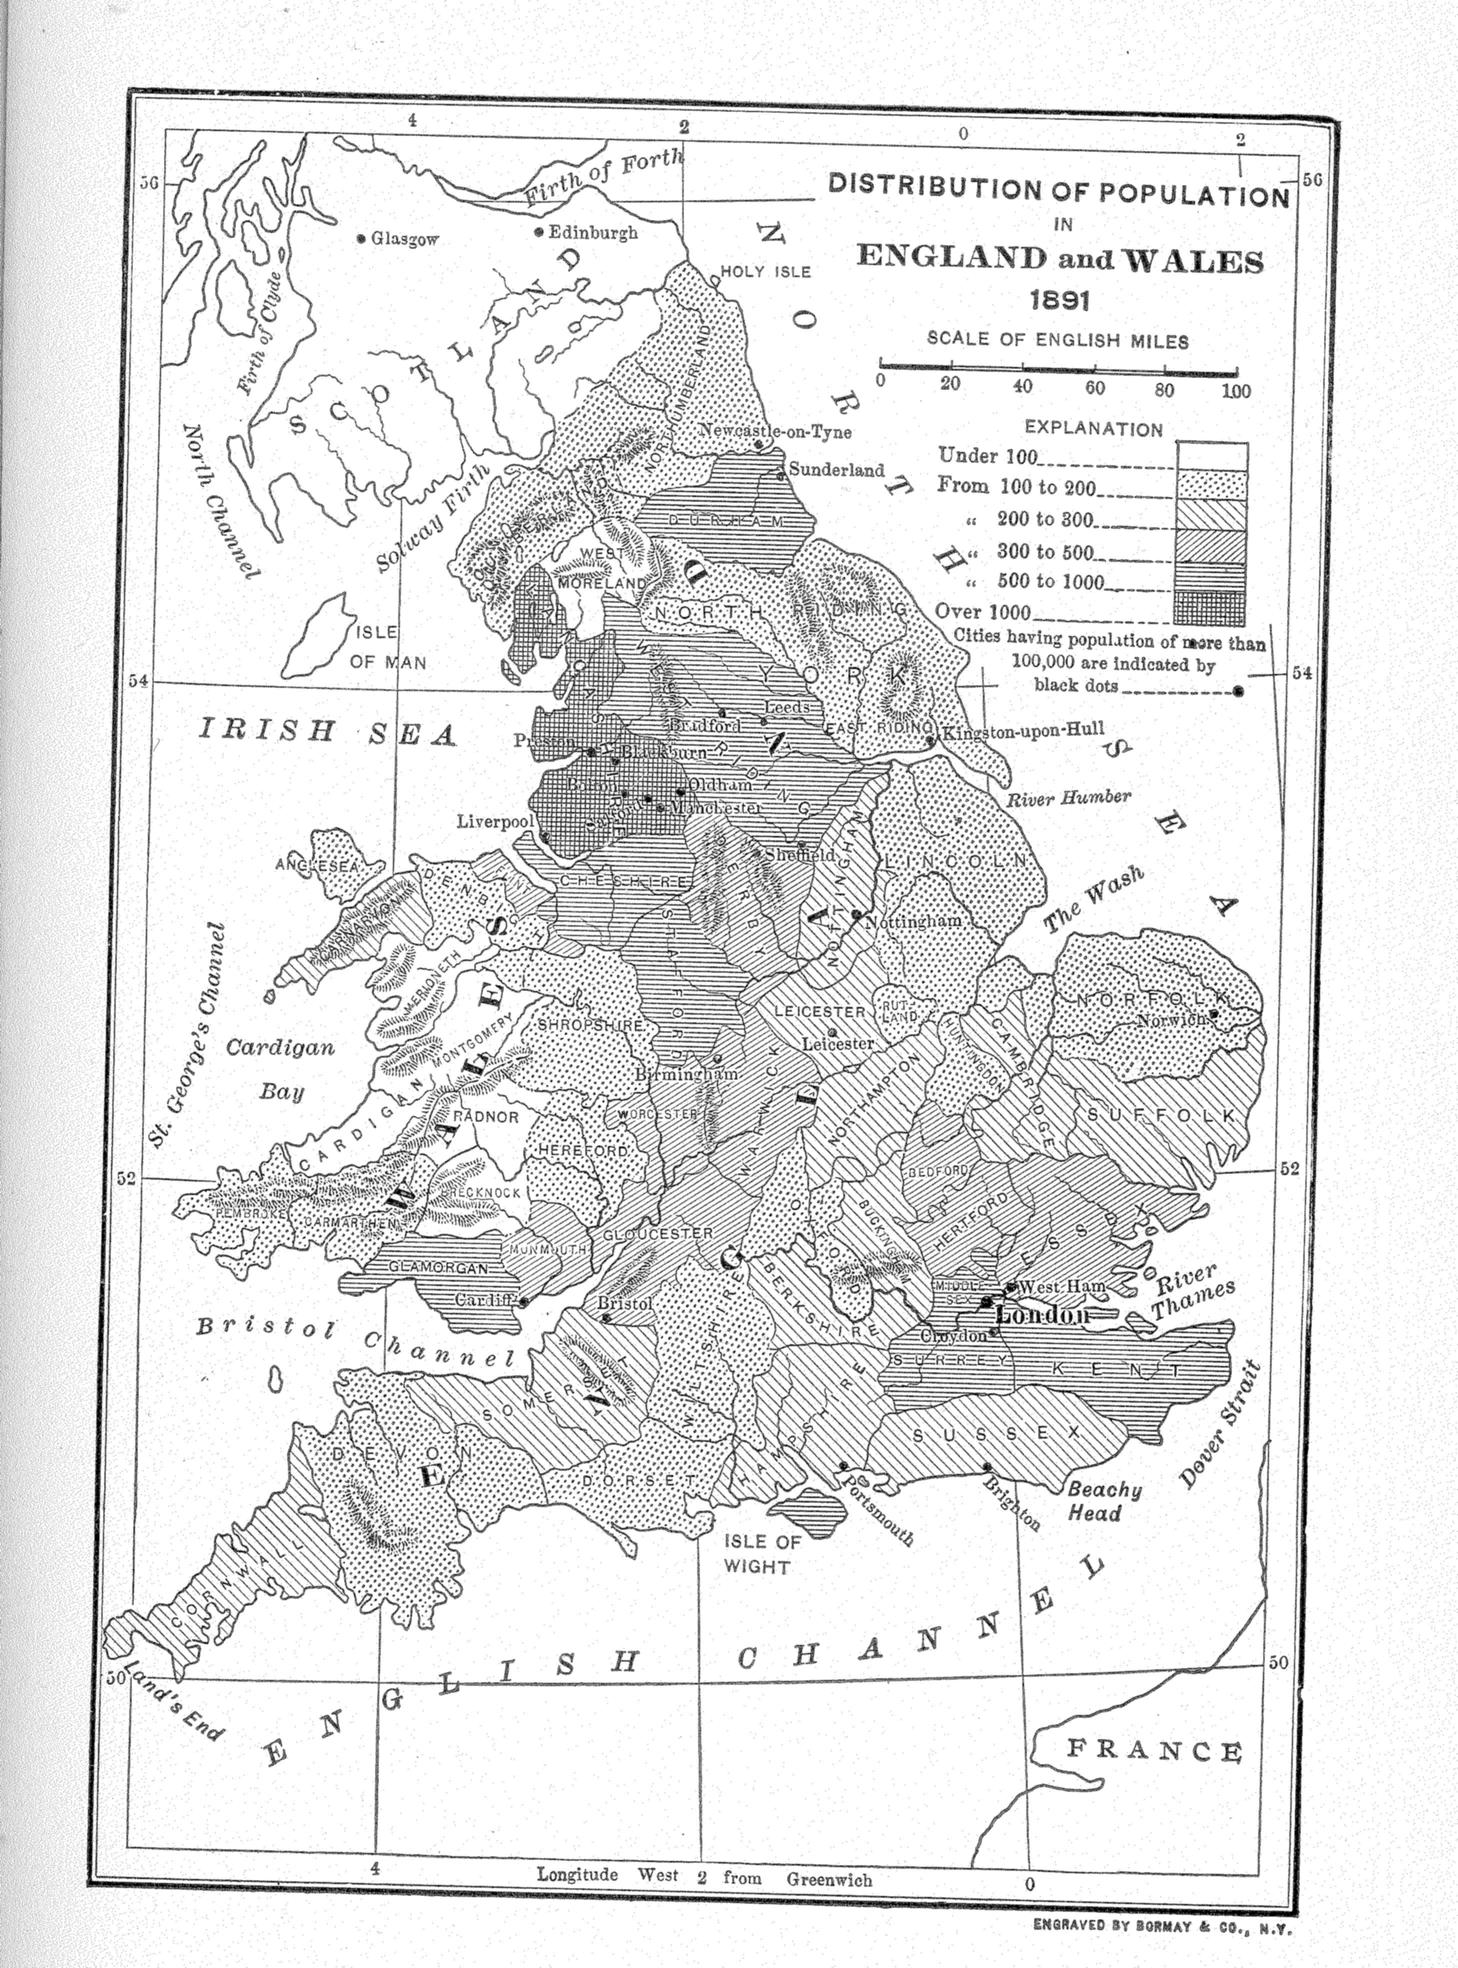 4
2
0
2
56
56
Firth of Forth
DISTRIBUTION OF POPULATION
IN
ENGLAND and WALES
1891
SCALE OF ENGLISH MILES
0 20 40 60 80 100
EXPLANATION
Under 100
From 100 to 200
" 200 to 300
" 300 to 500
" 500 to 1000
Over 1000
Cities having population of more than
100,000 are indicated by
black dots
Glasgow
Edinburgh
HOLY ISLE
SCOTLAND
Firth of Clyde
North Channel
Solway Firth
NORTH SEA
NORTHUMBERLAND
Newcastle-on-Tyne
Sunderland
CUMBERLAND
DURHAM
WEST
MORELAND
NORTH RIDING
ISLE
OF MAN
54
54
YORK
WEST RIDING
LANCASHIRE
IRISH SEA
Leeds
Bradford
EAST RIDING
Kingston-upon-Hull
Preston
Blackburn
Bolton
Oldham
Salford
Manchester
River Humber
Liverpool
Sheffield
ANGLESEA
DENBIGH
FLINT
CHESHIRE
DERBY
NOTTINGHAM
LINCOLN
The Wash
CARNARVON
Nottingham
ENGLAND
WALES
MERIONETH
STAFFORD
St. George's Channel
Cardigan
Bay
MONTGOMERY
SHROPSHIRE
LEICESTER
RUT-
LAND
Leicester
NORFOLK
Norwich
Birmingham
HUNTINGDON
CAMBRIDGE
CARDIGAN
RADNOR
WORCESTER
WARWICK
NORTHAMPTON
SUFFOLK
HEREFORD
52
52
BEDFORD
PEMBROKE
CARMARTHEN
BRECKNOCK
GLOUCESTER
OXFORD
BUCKINGHAM
HERTFORD
ESSEX
MONMOUTH
GLAMORGAN
Cardiff
Bristol
BERKSHIRE
MIDDLE-
SEX
West Ham
London
River
Thames
Bristol Channel
Croydon
SURREY
KENT
WILTSHIRE
SOMERSET
HAMPSHIRE
SUSSEX
Dover Strait
DEVON
DORSET
Portsmouth
Brighton
Beachy
Head
ISLE OF
WIGHT
CORNWALL
Land's End
50
50
ENGLISH CHANNEL
FRANCE
4
Longitude West 2 from Greenwich
0
ENGRAVED BY BORMAY & CO., N.Y.